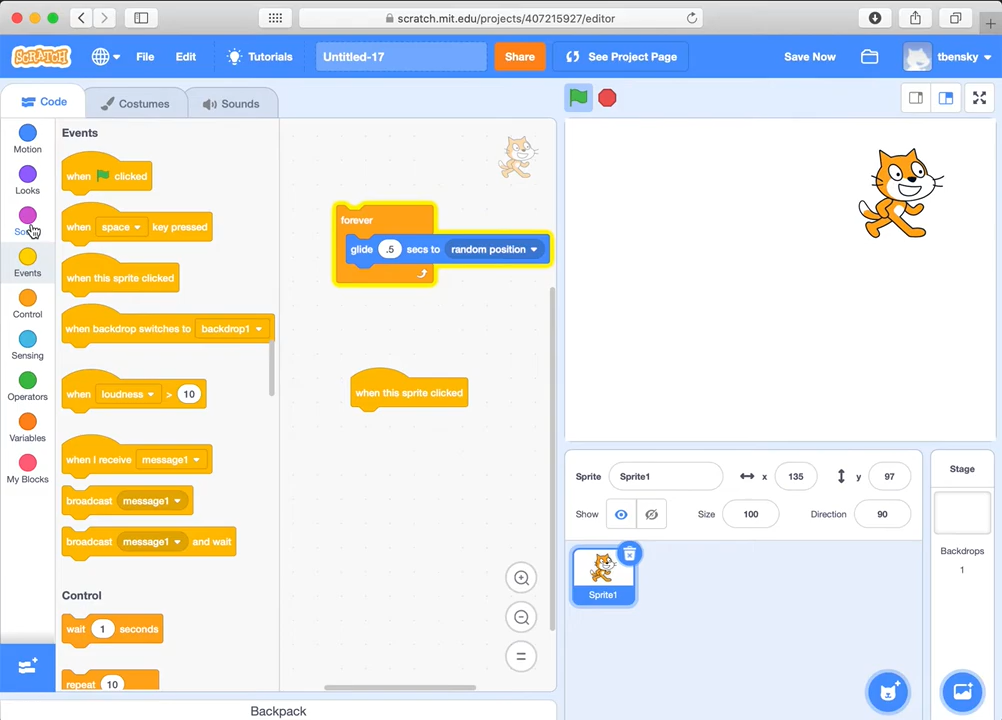 scratch.mit.edu/projects/407215927/editor
SCRATCH
File
Edit
Tutorials
Untitled-17
Share
See Project Page
Save Now
tbensky
Code
Costumes
Sounds
Motion
Looks
Events
Control
Sensing
Operators
Variables
My Blocks
Events
when clicked
when space key pressed
when this sprite clicked
when backdrop switches to backdrop1
when loudness > 10
when I receive message1
broadcast message1
broadcast message1 and wait
Control
wait 1 seconds
repeat 10
forever
glide .5 secs to random position
when this sprite clicked
Sprite Sprite1 x 135 y 97
Show Size 100 Direction 90
Sprite1
Stage
Backdrops
1
Backpack